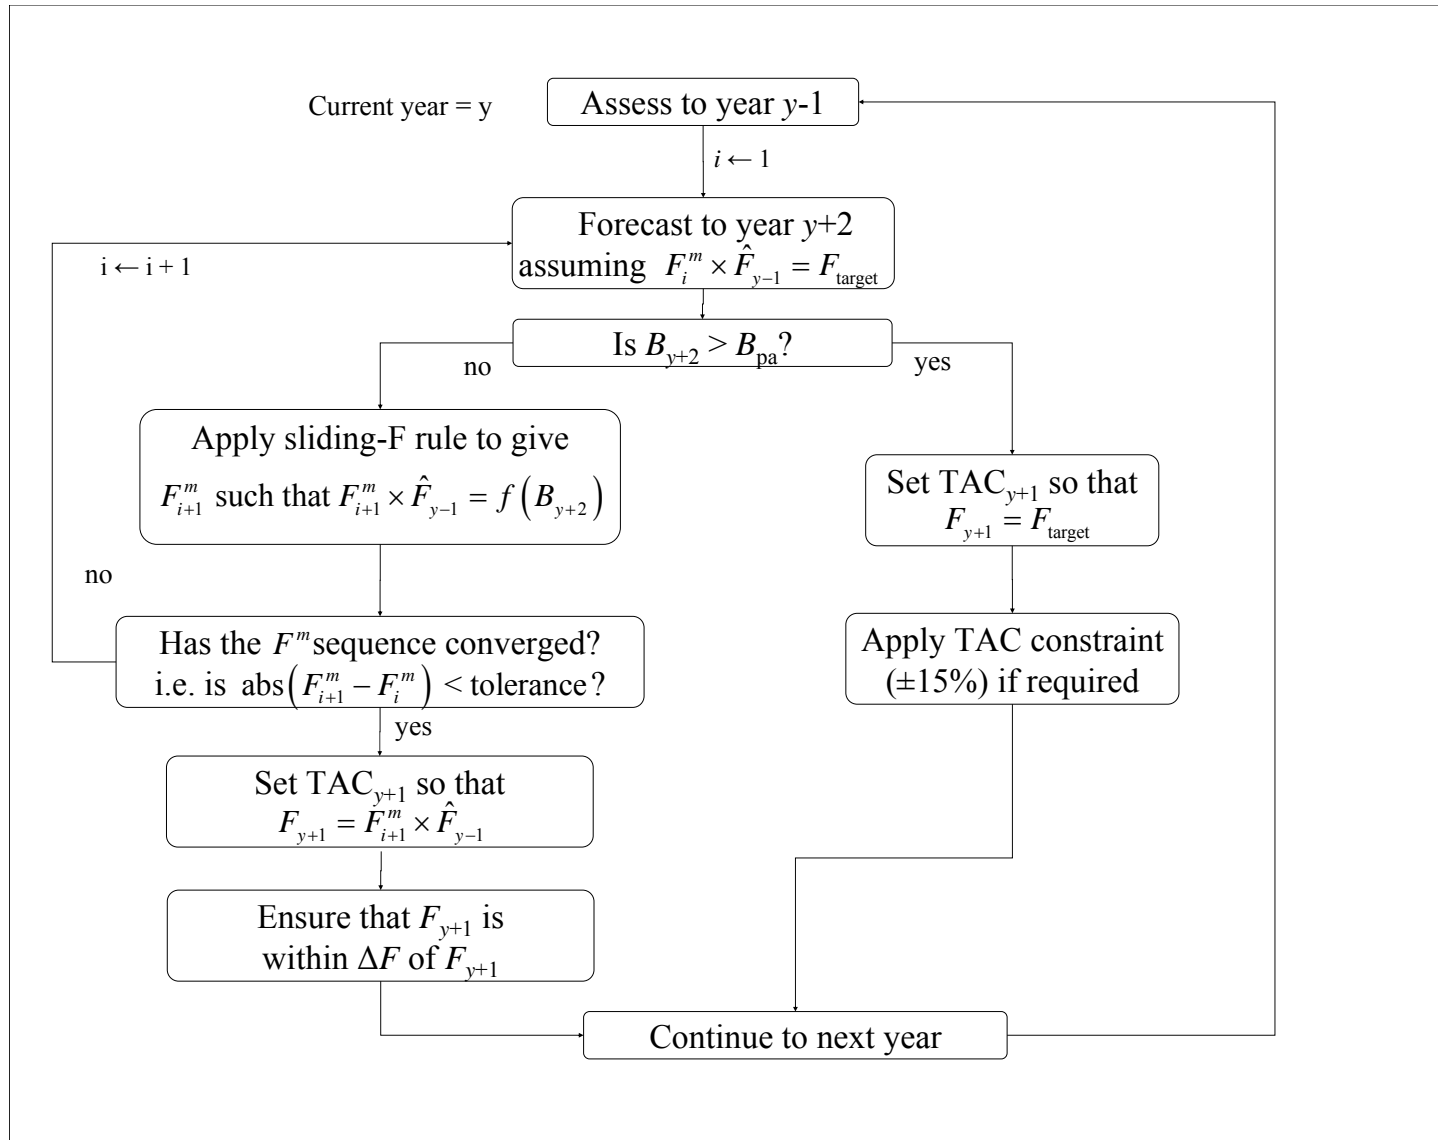 Current year = y
Assess to year y-1
i ← 1
Forecast to year y+2
assuming F_i^m × F̂_{y−1} = F_target
i ← i + 1
Is B_{y+2} > B_pa?
no
yes
Apply sliding-F rule to give
F_{i+1}^m such that F_{i+1}^m × F̂_{y−1} = f(B_{y+2})
Set TAC_{y+1} so that
F_{y+1} = F_target
no
Has the F^m sequence converged?
i.e. is abs(F_{i+1}^m − F_i^m) < tolerance?
Apply TAC constraint
(±15%) if required
yes
Set TAC_{y+1} so that
F_{y+1} = F_{i+1}^m × F̂_{y−1}
Ensure that F_{y+1} is
within ΔF of F_{y+1}
Continue to next year